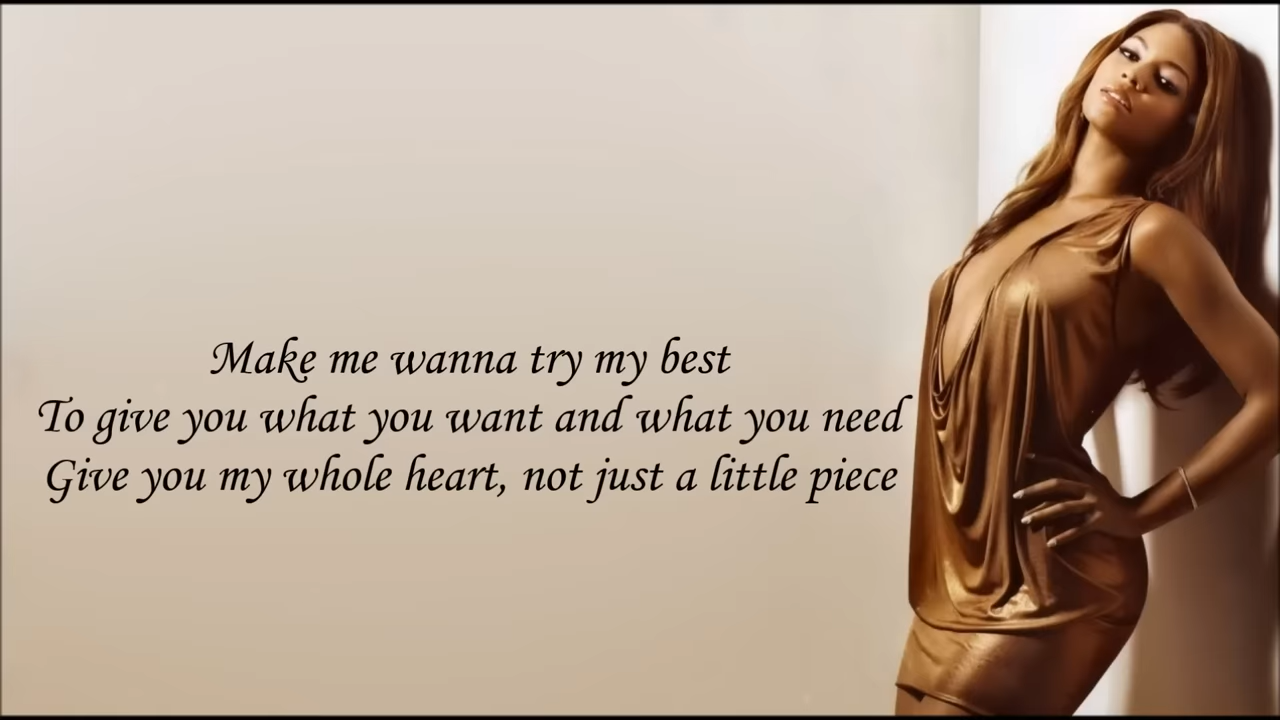 Make me wanna try my best
To give you what you want and what you need
Give you my whole heart, not just a little piece